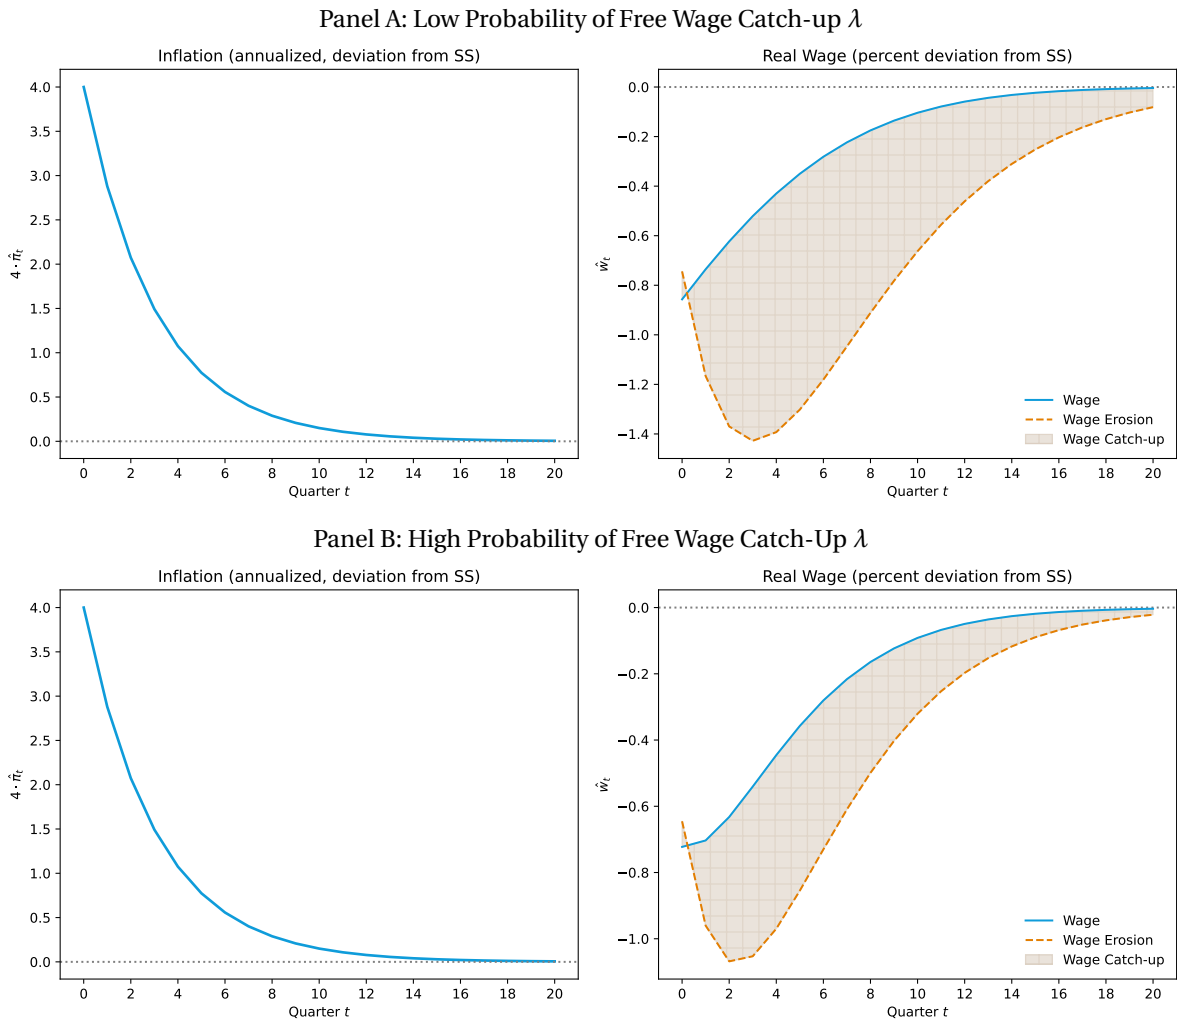 Panel A: Low Probability of Free Wage Catch-up λ
Inflation (annualized, deviation from SS)
4.0
3.5
3.0
2.5
2.0
1.5
1.0
0.5
0.0
4 · π̂ₜ
0 2 4 6 8 10 12 14 16 18 20
Quarter t
Real Wage (percent deviation from SS)
0.0
−0.2
−0.4
−0.6
−0.8
−1.0
−1.2
−1.4
ŵₜ
Wage
Wage Erosion
Wage Catch-up
0 2 4 6 8 10 12 14 16 18 20
Quarter t
Panel B: High Probability of Free Wage Catch-Up λ
Inflation (annualized, deviation from SS)
4.0
3.5
3.0
2.5
2.0
1.5
1.0
0.5
0.0
4 · π̂ₜ
0 2 4 6 8 10 12 14 16 18 20
Quarter t
Real Wage (percent deviation from SS)
0.0
−0.2
−0.4
−0.6
−0.8
−1.0
ŵₜ
Wage
Wage Erosion
Wage Catch-up
0 2 4 6 8 10 12 14 16 18 20
Quarter t